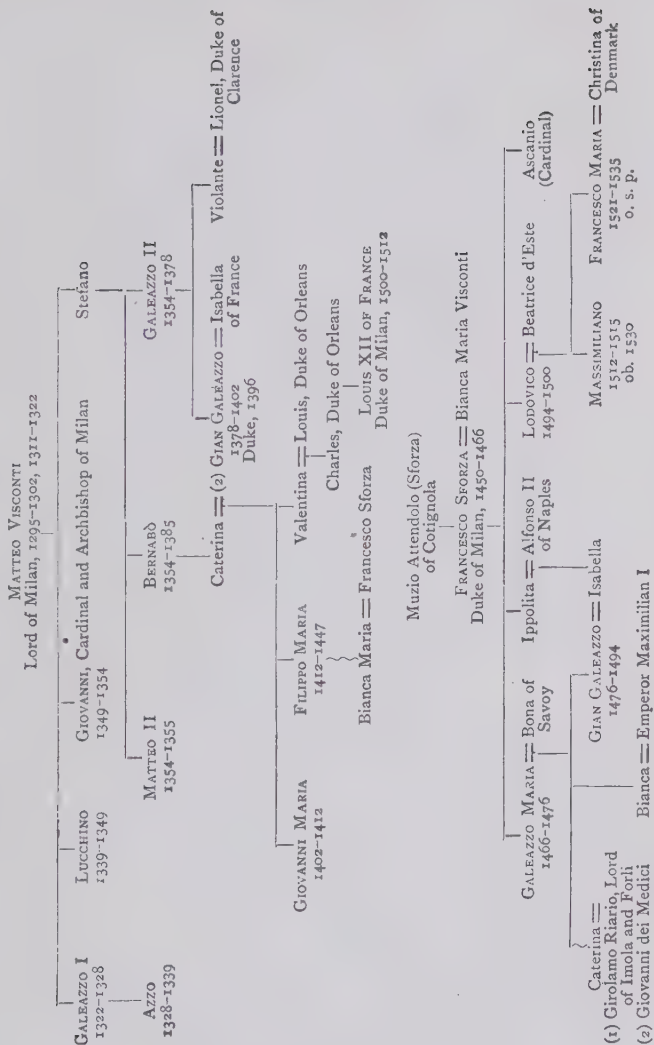 MATTEO VISCONTI
Lord of Milan, 1295–1302, 1311–1322
GALEAZZO I
1322–1328
LUCCHINO
1339–1349
GIOVANNI, Cardinal and Archbishop of Milan
1349–1354
Stefano
AZZO
1328–1339
MATTEO II
1354–1355
BERNABÒ
1354–1385
GALEAZZO II
1354–1378
Caterina = (2) GIAN GALEAZZO = Isabella
1378–1402 of France
Duke, 1396
Violante = Lionel, Duke of
Clarence
GIOVANNI MARIA
1402–1412
FILIPPO MARIA
1412–1447
Valentina = Louis, Duke of Orleans
Bianca Maria = Francesco Sforza
Charles, Duke of Orleans
LOUIS XII OF FRANCE
Duke of Milan, 1500–1512
Muzio Attendolo (Sforza)
of Cotignola
FRANCESCO SFORZA = Bianca Maria Visconti
Duke of Milan, 1450–1466
GALEAZZO MARIA = Bona of
1466–1476 Savoy
Ippolita = Alfonso II
of Naples
LODOVICO = Beatrice d'Este
1494–1500
Ascanio
(Cardinal)
Caterina =
(1) Girolamo Riario, Lord
of Imola and Forlì
(2) Giovanni dei Medici
Bianca = Emperor Maximilian I
GIAN GALEAZZO = Isabella
1476–1494
MASSIMILIANO
1512–1515
ob. 1530
FRANCESCO MARIA = Christina of
1521–1535 Denmark
o. s. p.